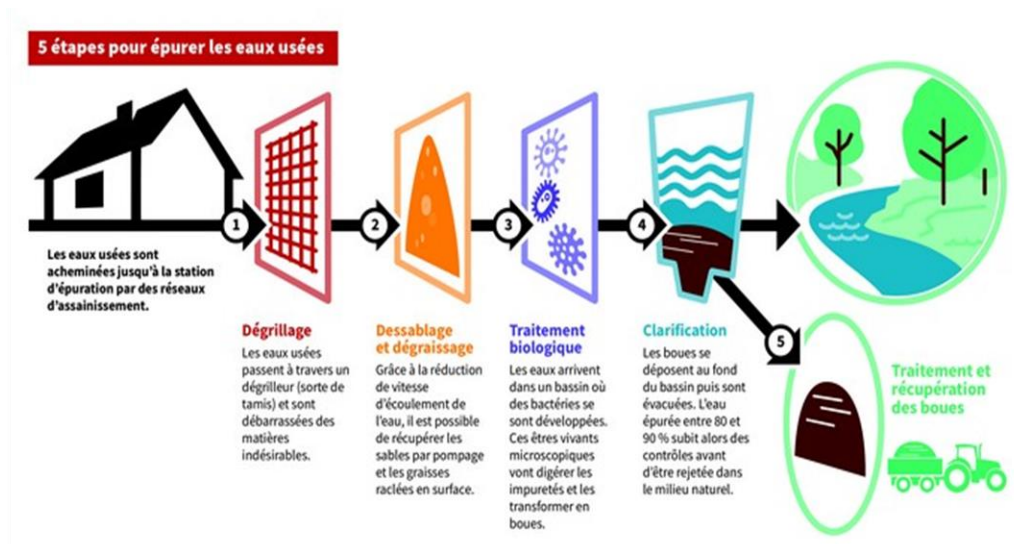 5 étapes pour épurer les eaux usées
1
2
3
4
5
Les eaux usées sont
acheminées jusqu'à la station
d'épuration par des réseaux
d'assainissement.
Dégrillage
Les eaux usées
passent à travers un
dégrilleur (sorte de
tamis) et sont
débarrassées des
matières
indésirables.
Dessablage
et dégraissage
Grâce à la réduction
de vitesse
d'écoulement de
l'eau, il est possible
de récupérer les
sables par pompage
et les graisses
raclées en surface.
Traitement
biologique
Les eaux arrivent
dans un bassin où
des bactéries se
sont développées.
Ces êtres vivants
microscopiques
vont digérer les
impuretés et les
transformer en
boues.
Clarification
Les boues se
déposent au fond
du bassin puis sont
évacuées. L'eau
épurée entre 80 et
90 % subit alors des
contrôles avant
d'être rejetée dans
le milieu naturel.
Traitement et
récupération
des boues